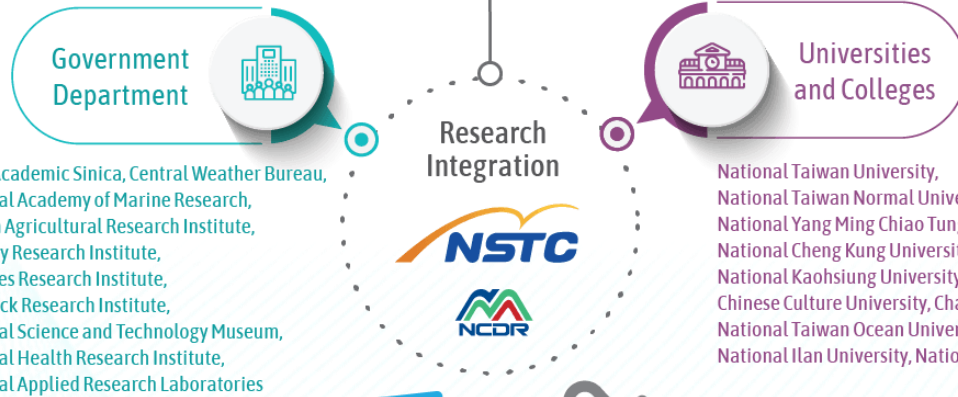 Government
Department
Academic Sinica, Central Weather Bureau,
al Academy of Marine Research,
Agricultural Research Institute,
y Research Institute,
es Research Institute,
ck Research Institute,
al Science and Technology Museum,
al Health Research Institute,
al Applied Research Laboratories
Research
Integration
NSTC
NCDR
Universities
and Colleges
National Taiwan University,
National Taiwan Normal Unive
National Yang Ming Chiao Tun
National Cheng Kung Universit
National Kaohsiung University
Chinese Culture University, Cha
National Taiwan Ocean Univer
National Ilan University, Natio